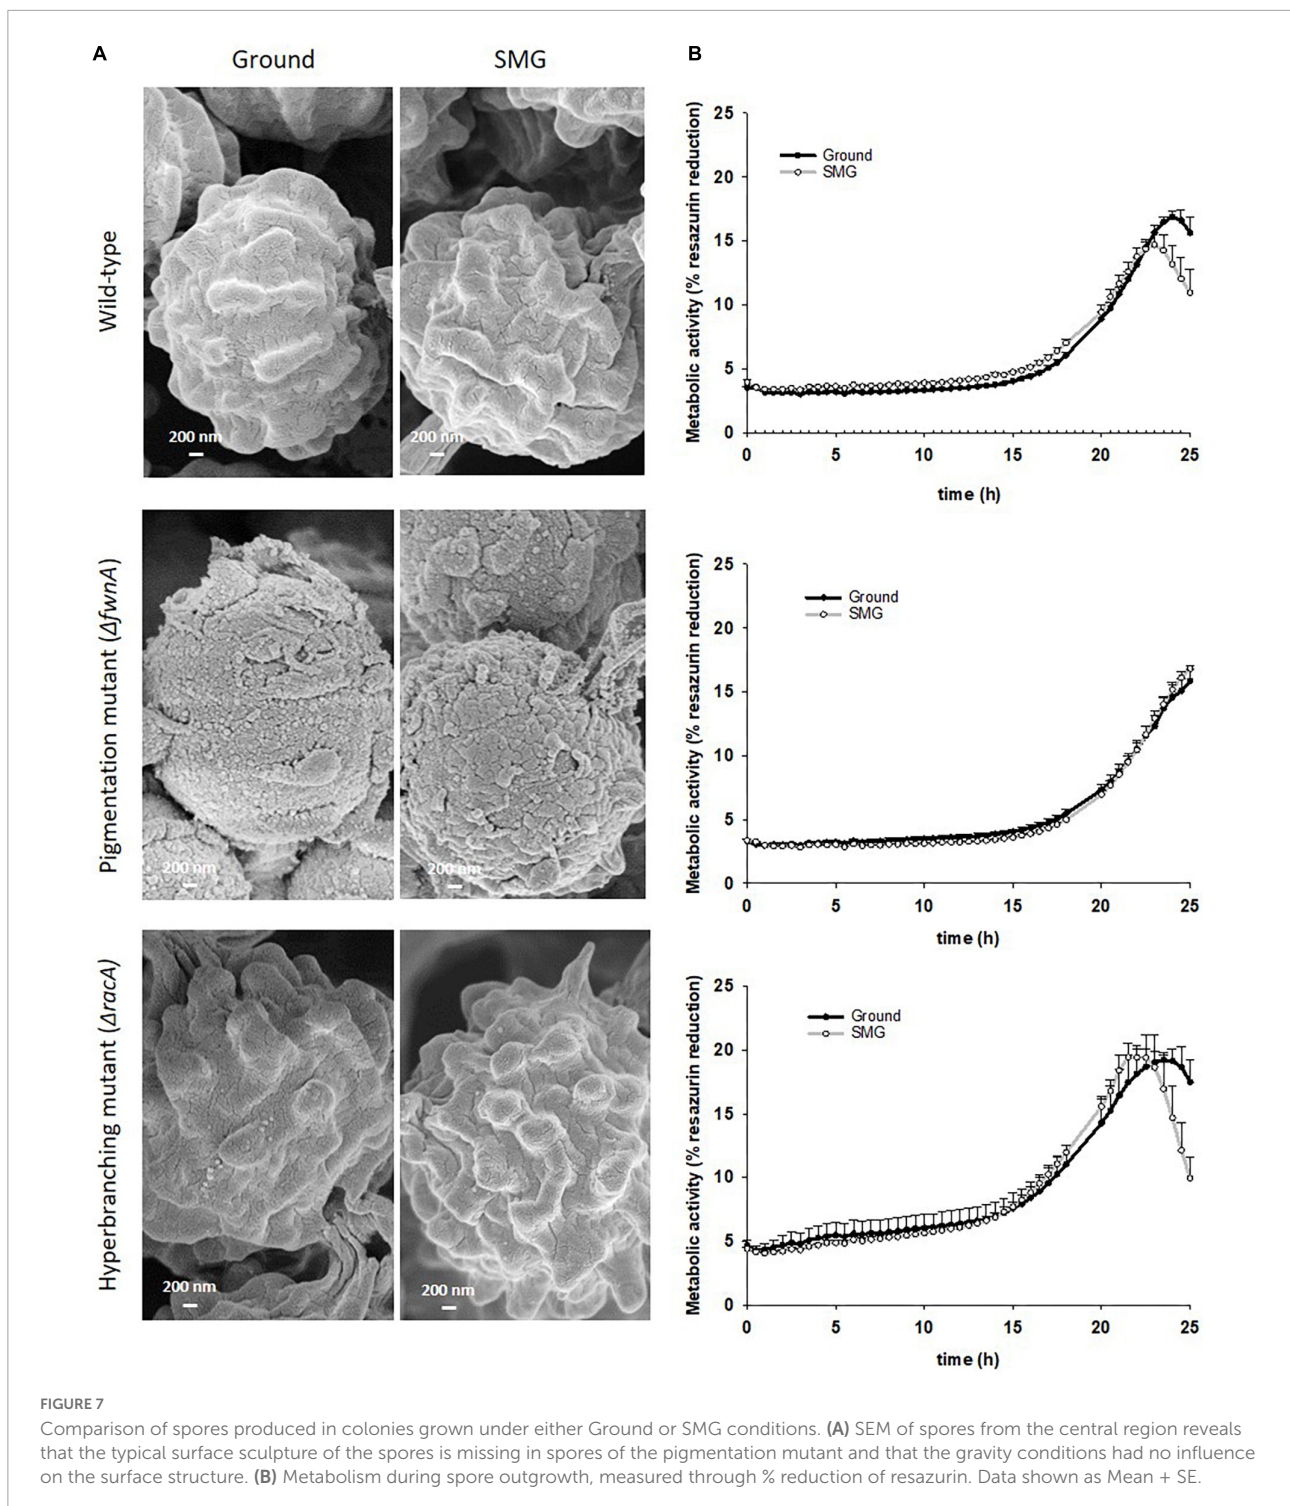 A
Ground
SMG
B
Wild-type
200 nm
200 nm
Metabolic activity (% resazurin reduction)
25
20
15
10
5
0
Ground
SMG
0
5
10
15
20
25
time (h)
Pigmentation mutant (ΔfwnA)
200 nm
200 nm
Metabolic activity (% resazurin reduction)
25
20
15
10
5
0
Ground
SMG
0
5
10
15
20
25
time (h)
Hyperbranching mutant (ΔracA)
200 nm
200 nm
Metabolic activity (% resazurin reduction)
25
20
15
10
5
0
Ground
SMG
0
5
10
15
20
25
time (h)
FIGURE 7
Comparison of spores produced in colonies grown under either Ground or SMG conditions. (A) SEM of spores from the central region reveals
that the typical surface sculpture of the spores is missing in spores of the pigmentation mutant and that the gravity conditions had no influence
on the surface structure. (B) Metabolism during spore outgrowth, measured through % reduction of resazurin. Data shown as Mean + SE.